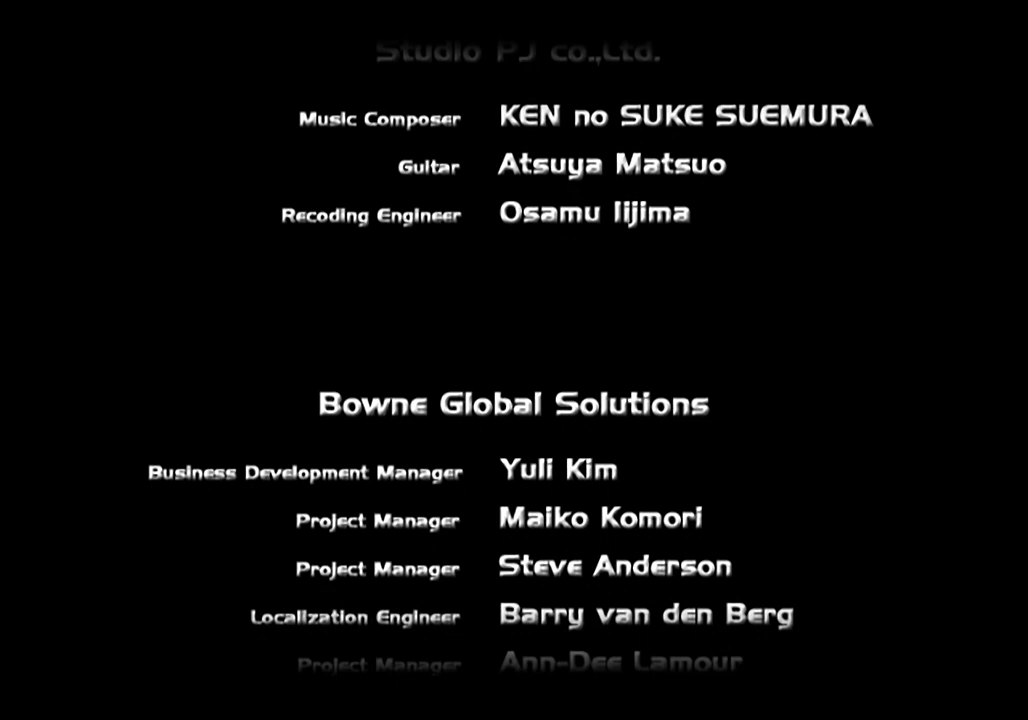 Studio PJ co.,Ltd.
Music Composer KEN no SUKE SUEMURA
Guitar Atsuya Matsuo
Recoding Engineer Osamu Iijima
Bowne Global Solutions
Business Development Manager Yuli Kim
Project Manager Maiko Komori
Project Manager Steve Anderson
Localization Engineer Barry van den Berg
Project Manager Ann-Dee Lamour